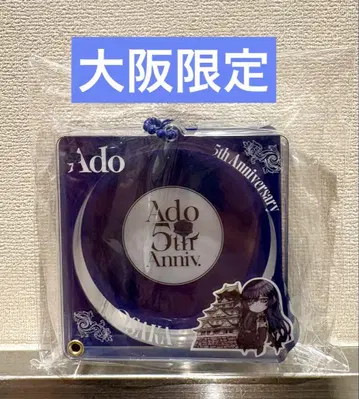 大阪限定
Ado
5th Anniversary
Ado
5th
Anniv.
OSAKA